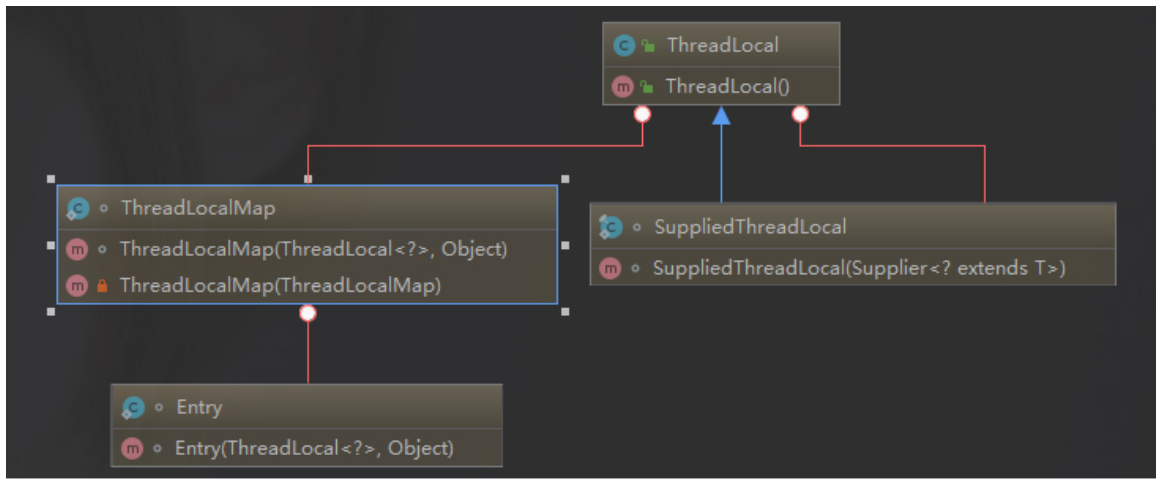 ThreadLocal
ThreadLocal()
ThreadLocalMap
ThreadLocalMap(ThreadLocal<?>, Object)
ThreadLocalMap(ThreadLocalMap)
SuppliedThreadLocal
SuppliedThreadLocal(Supplier<? extends T>)
Entry
Entry(ThreadLocal<?>, Object)